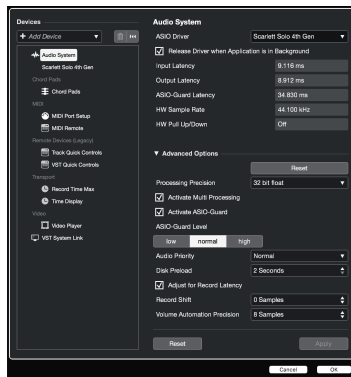 Devices
+ Add Device
Audio System
Scarlett Solo 4th Gen
Chord Pads
Chord Pads
MIDI
MIDI Port Setup
MIDI Remote
Remote Devices (Legacy)
Track Quick Controls
VST Quick Controls
Transport
Record Time Max
Time Display
Video
Video Player
VST System Link
Audio System
ASIO Driver Scarlett Solo 4th Gen
Release Driver when Application is in Background
Input Latency 9.116 ms
Output Latency 8.912 ms
ASIO-Guard Latency 34.830 ms
HW Sample Rate 44.100 kHz
HW Pull Up/Down Off
Advanced Options
Reset
Processing Precision 32 bit float
Activate Multi Processing
Activate ASIO-Guard
ASIO-Guard Level
low normal high
Audio Priority Normal
Disk Preload 2 Seconds
Adjust for Record Latency
Record Shift 0 Samples
Volume Automation Precision 8 Samples
Reset Apply
Cancel OK